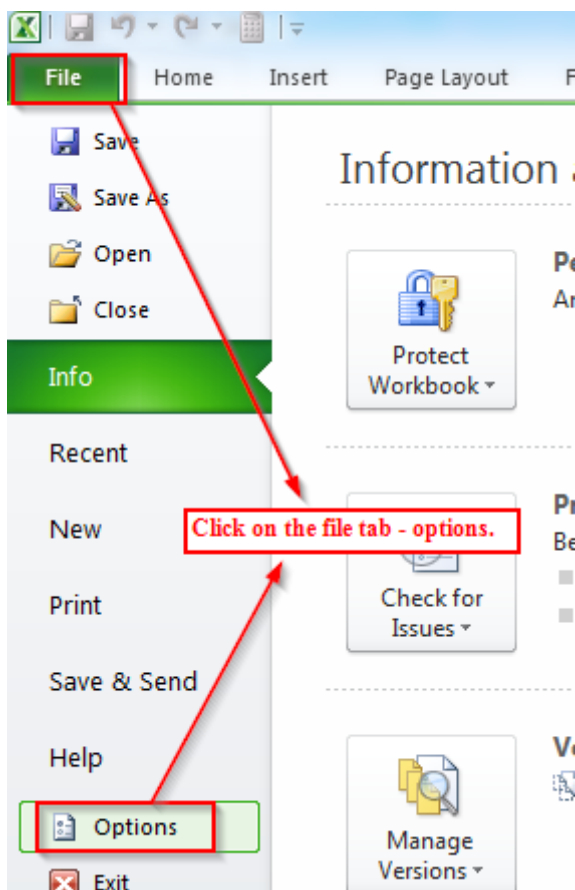 File Home Insert Page Layout F
Save
Save As
Open
Close
Info
Recent
New
Print
Save & Send
Help
Options
Exit
Information
Protect
Workbook
Click on the file tab - options.
Check for
Issues
Manage
Versions